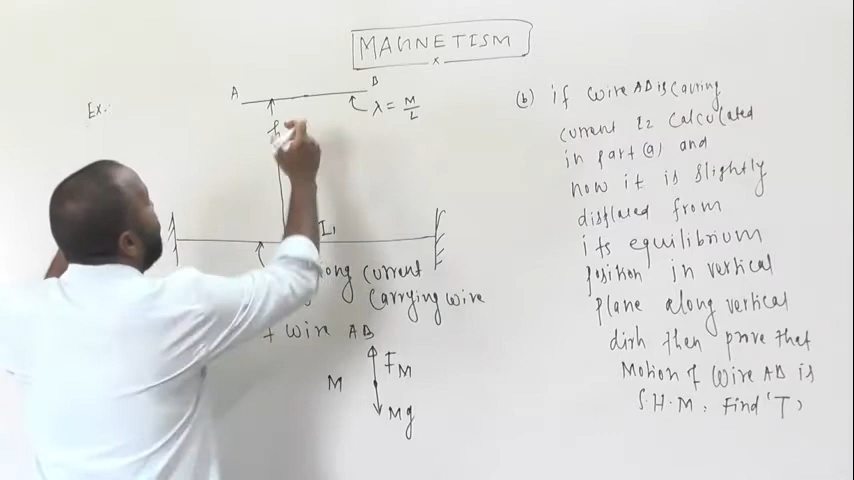 MAGNETISM
x
Ex:
A
B
λ = M/L
h
I1
long current
carrying wire
+ wire AB
M
FM
Mg
(b) if wire AB is carring
current I2 calculated
in part (a) and
now it is slightly
displaced from
its equilibrium
position in vertical
plane along vertical
dirn then prove that
Motion of wire AB is
S.H.M. Find 'T'